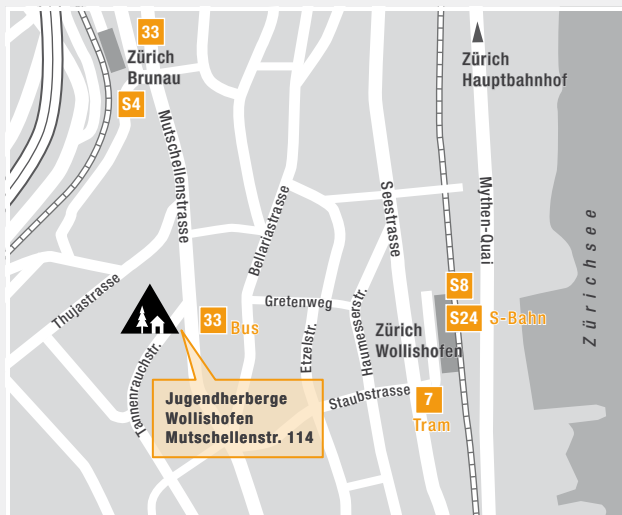 33
Zürich
Brunau
S4
Mutschellenstrasse
Zürich
Hauptbahnhof
Bellariastrasse
Seestrasse
Mythen-Quai
Zürichsee
Thujastrasse
33
Bus
Gretenweg
Etzelstr.
Haumesserstr.
S8
S24
S-Bahn
Zürich
Wollishofen
Tannenrauchstr.
Jugendherberge
Wollishofen
Mutschellenstr. 114
Staubstrasse
7
Tram